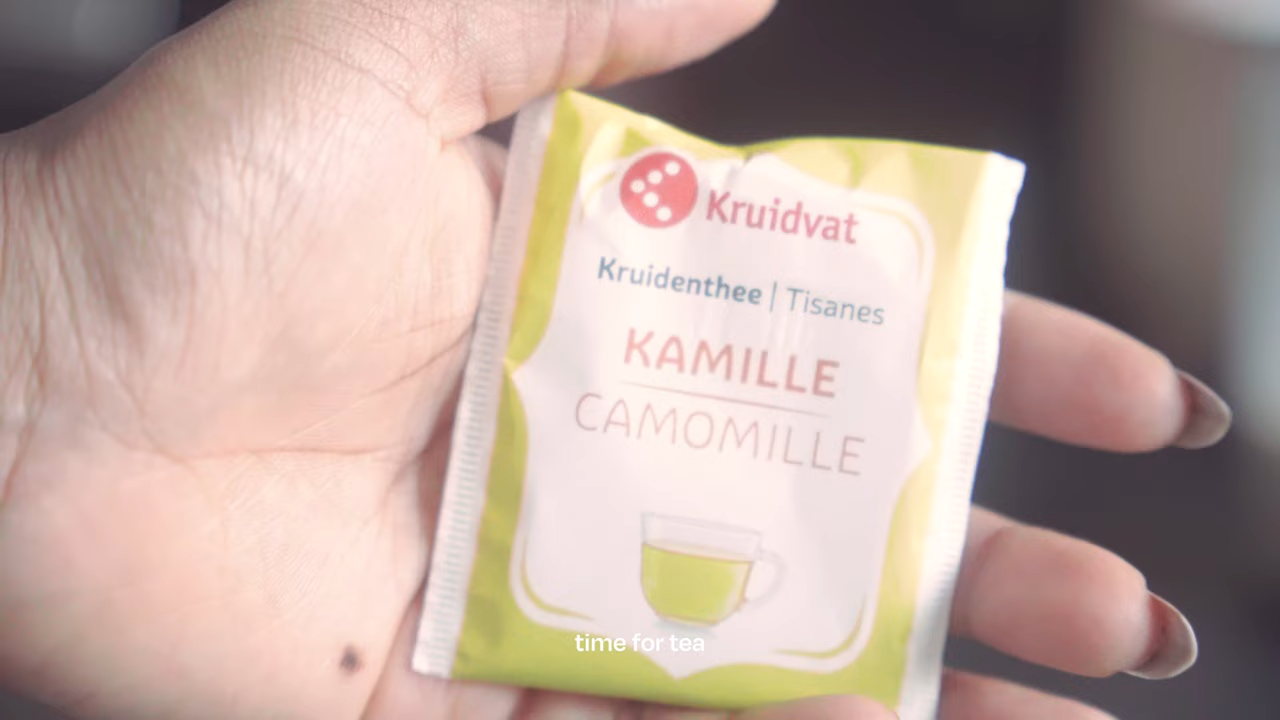 Kruidvat
Kruidenthee | Tisanes
KAMILLE
CAMOMILLE
time for tea